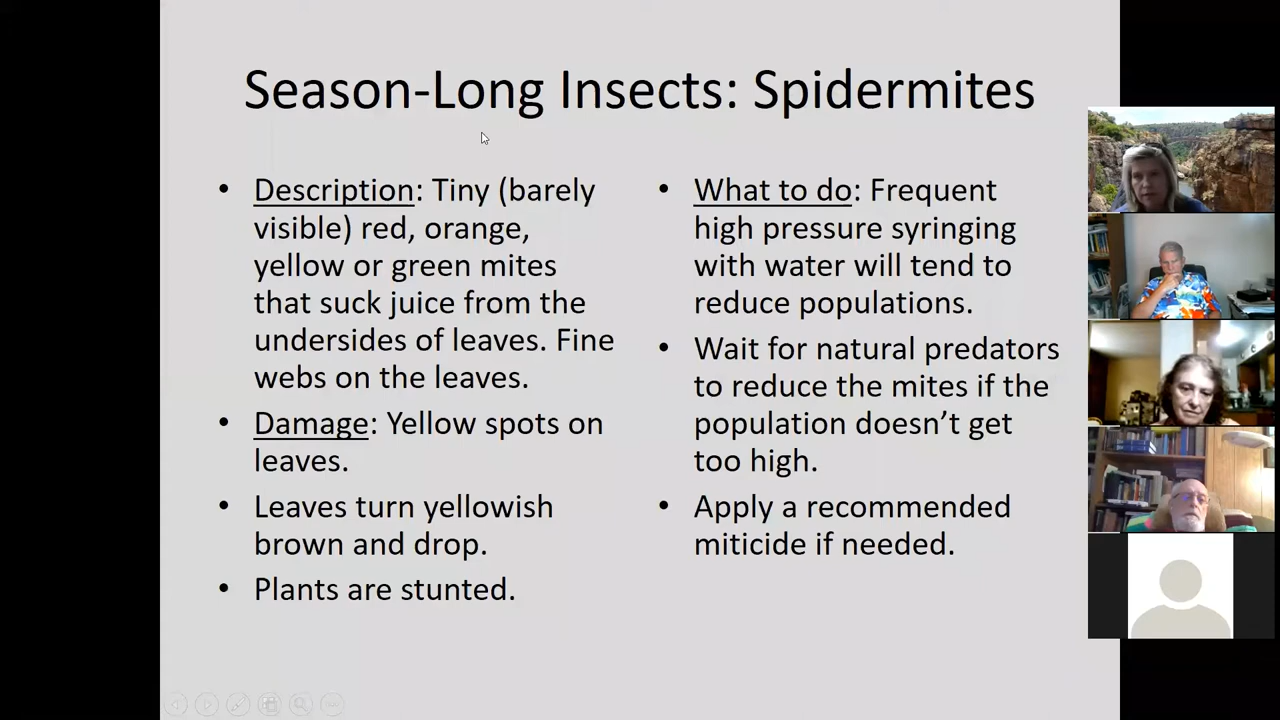 Season-Long Insects: Spidermites
• Description: Tiny (barely
visible) red, orange,
yellow or green mites
that suck juice from the
undersides of leaves. Fine
webs on the leaves.
• Damage: Yellow spots on
leaves.
• Leaves turn yellowish
brown and drop.
• Plants are stunted.
• What to do: Frequent
high pressure syringing
with water will tend to
reduce populations.
• Wait for natural predators
to reduce the mites if the
population doesn’t get
too high.
• Apply a recommended
miticide if needed.